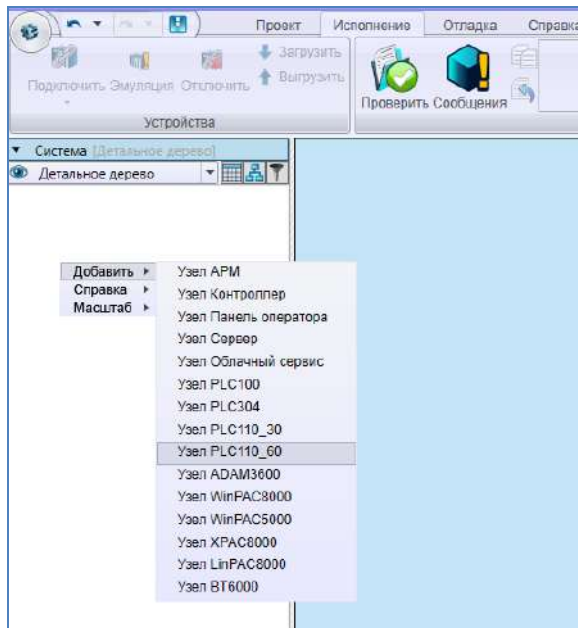 Проект Исполнение Отладка Справка
Загрузить
Подключить Эмуляция Отключить Выгрузить
Проверить Сообщения
Устройства
Система [Детальное дерево]
Детальное дерево
Добавить
Справка
Масштаб
Узел АРМ
Узел Контроллер
Узел Панель оператора
Узел Сервер
Узел Облачный сервис
Узел PLC100
Узел PLC304
Узел PLC110_30
Узел PLC110_60
Узел ADAM3600
Узел WinPAC8000
Узел WinPAC5000
Узел XPAC8000
Узел LinPAC8000
Узел BT6000